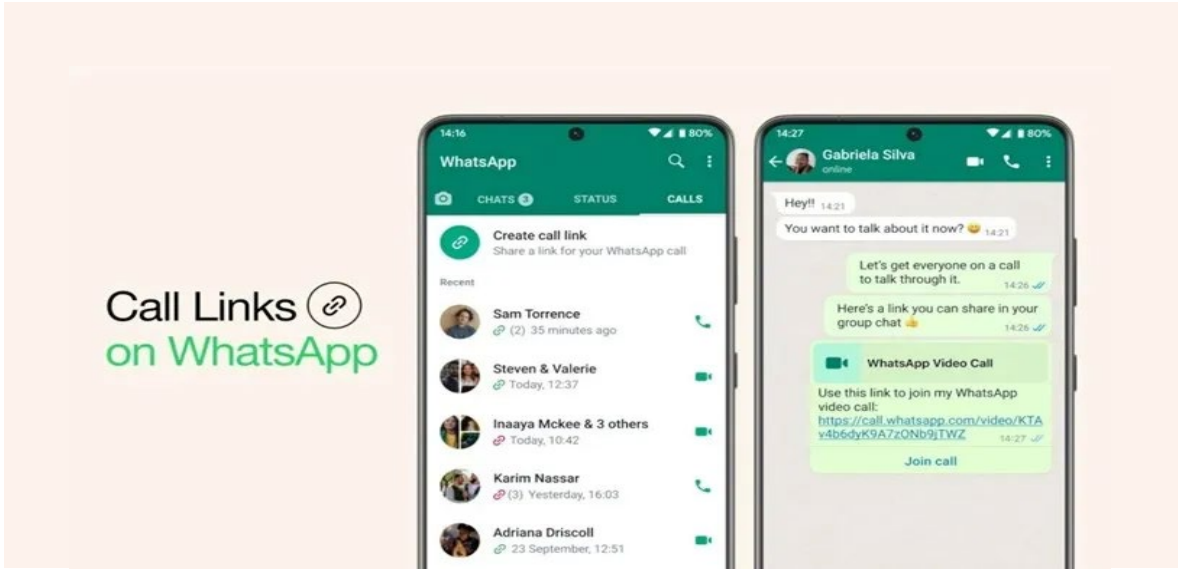 Call Links
on WhatsApp
14:16
80%
WhatsApp
CHATS 3
STATUS
CALLS
Create call link
Share a link for your WhatsApp call
Recent
Sam Torrence
(2) 35 minutes ago
Steven & Valerie
Today, 12:37
Inaaya Mckee & 3 others
Today, 10:42
Karim Nassar
(3) Yesterday, 16:03
Adriana Driscoll
23 September, 12:51
14:27
80%
Gabriela Silva
online
Hey!! 14:21
You want to talk about it now? 😀 14:21
Let's get everyone on a call
to talk through it.
14:26
Here's a link you can share in your
group chat 👍
14:26
WhatsApp Video Call
Use this link to join my WhatsApp
video call:
https://call.whatsapp.com/video/KTA
v4b6dyK9A7zONb9jTWZ 14:27
Join call